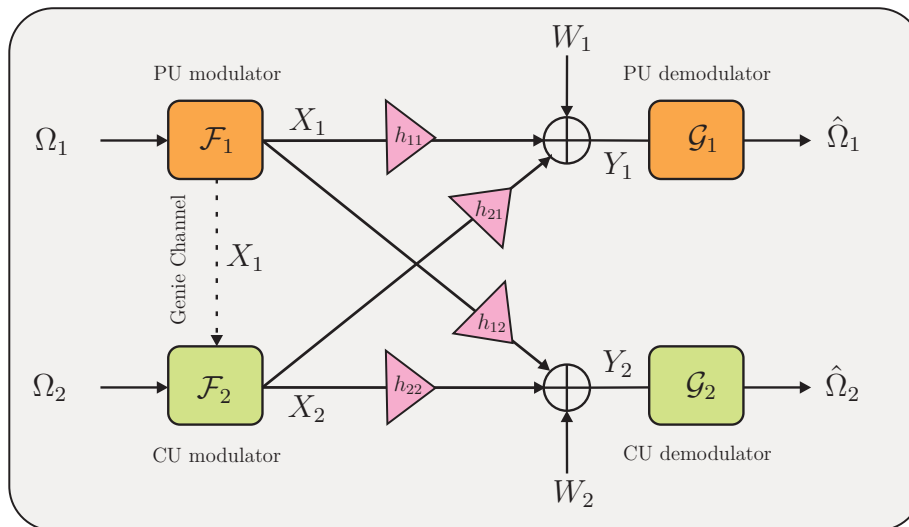 W₁
PU modulator
PU demodulator
Ω₁
ℱ₁
X₁
h₁₁
Y₁
𝒢₁
Ω̂₁
h₂₁
Genie Channel
X₁
h₁₂
Ω₂
ℱ₂
X₂
h₂₂
Y₂
𝒢₂
Ω̂₂
CU modulator
CU demodulator
W₂